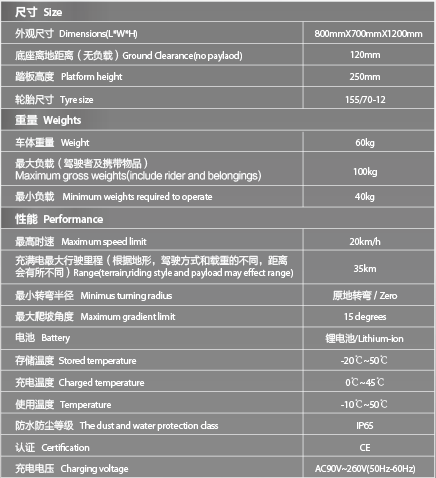 尺寸 Size
外观尺寸 Dimensions(L*W*H) 800mmX700mmX1200mm
底座离地距离（无负载）Ground Clearance(no paylaod) 120mm
踏板高度 Platform height 250mm
轮胎尺寸 Tyre size 155/70-12
重量 Weights
车体重量 Weight 60kg
最大负载（驾驶者及携带物品）
Maximum gross weights(include rider and belongings) 100kg
最小负载 Minimum weights required to operate 40kg
性能 Performance
最高时速 Maximum speed limit 20km/h
充满电最大行驶里程（根据地形，驾驶方式和载重的不同，距离
会有所不同）Range(terrain,riding style and payload may effect range) 35km
最小转弯半径 Minimus turning radius 原地转弯 / Zero
最大爬坡角度 Maximum gradient limit 15 degrees
电池 Battery 锂电池/Lithium-ion
存储温度 Stored temperature -20℃~50℃
充电温度 Charged temperature 0℃~45℃
使用温度 Temperature -10℃~50℃
防水防尘等级 The dust and water protection class IP65
认证 Certification CE
充电电压 Charging voltage AC90V~260V(50Hz-60Hz)